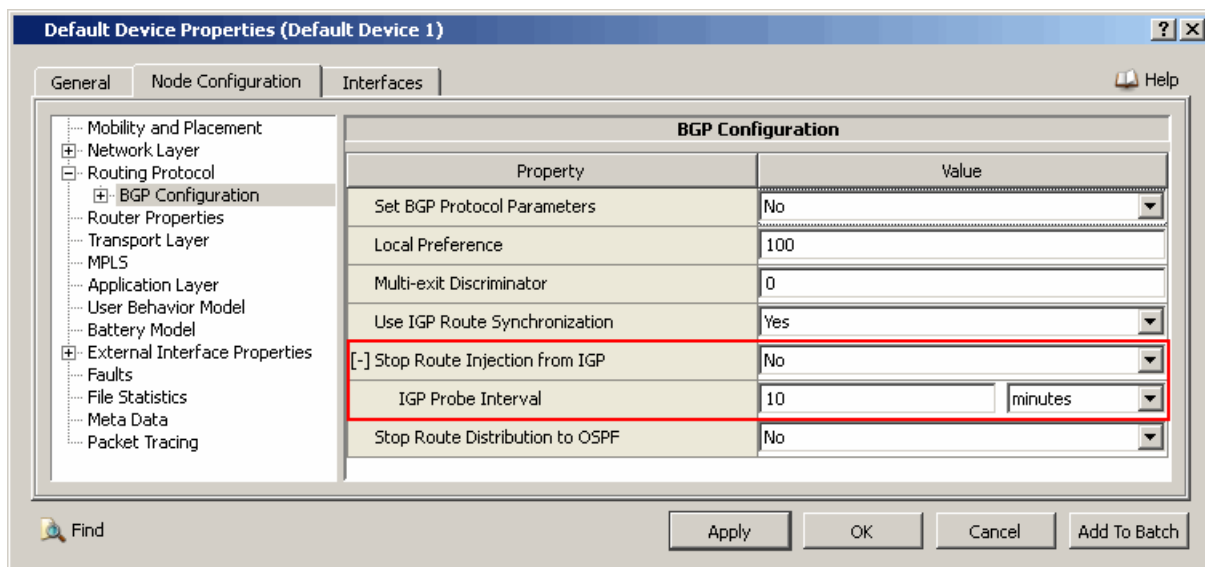 Default Device Properties (Default Device 1)
? X
General Node Configuration Interfaces Help
Mobility and Placement
Network Layer
Routing Protocol
BGP Configuration
Router Properties
Transport Layer
MPLS
Application Layer
User Behavior Model
Battery Model
External Interface Properties
Faults
File Statistics
Meta Data
Packet Tracing
BGP Configuration
Property Value
Set BGP Protocol Parameters No
Local Preference 100
Multi-exit Discriminator 0
Use IGP Route Synchronization Yes
[-] Stop Route Injection from IGP No
IGP Probe Interval 10 minutes
Stop Route Distribution to OSPF No
Find Apply OK Cancel Add To Batch